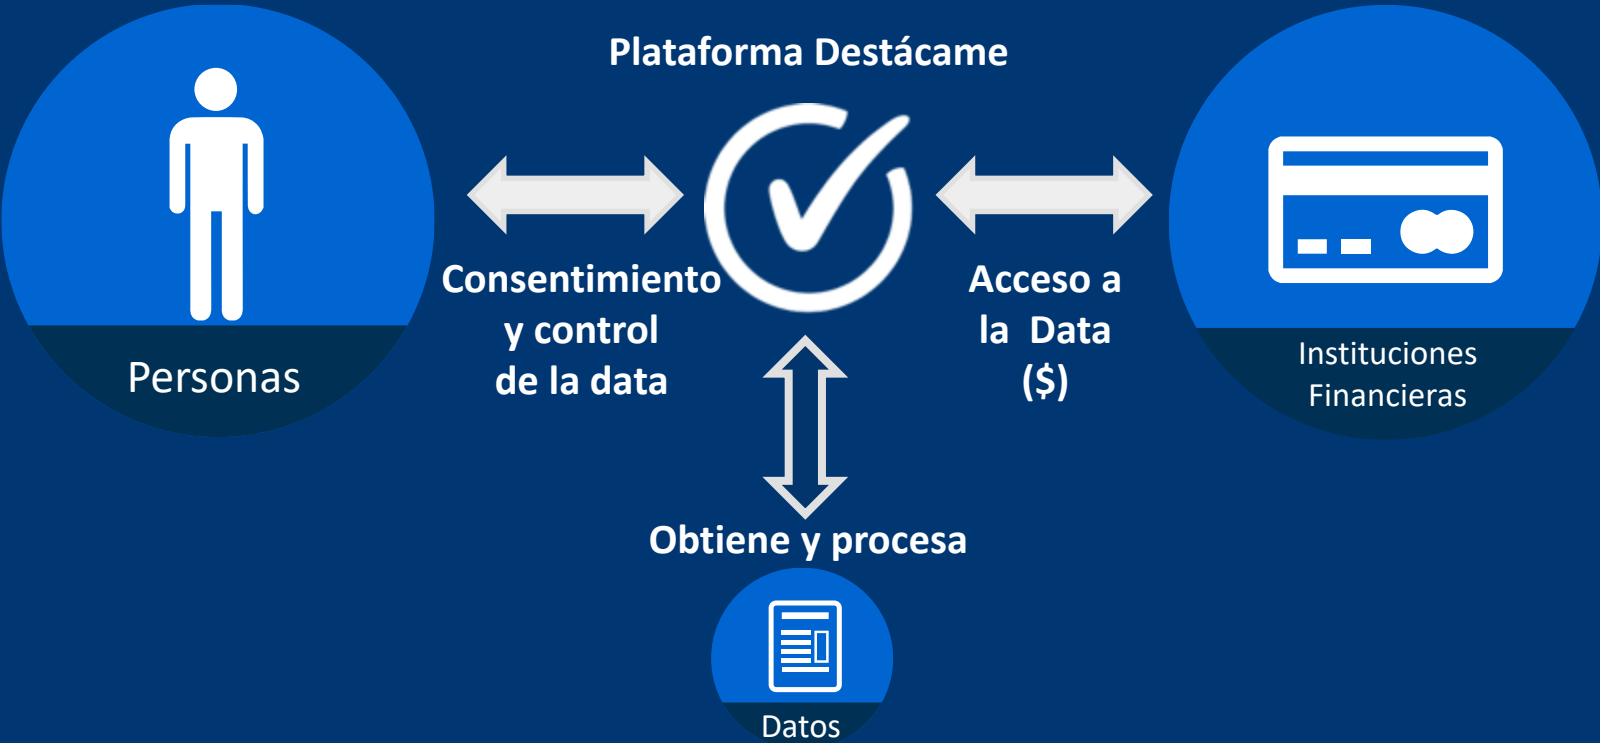 Plataforma Destácame
Consentimiento
y control
de la data
Acceso a
la Data
($)
Personas
Instituciones
Financieras
Obtiene y procesa
Datos